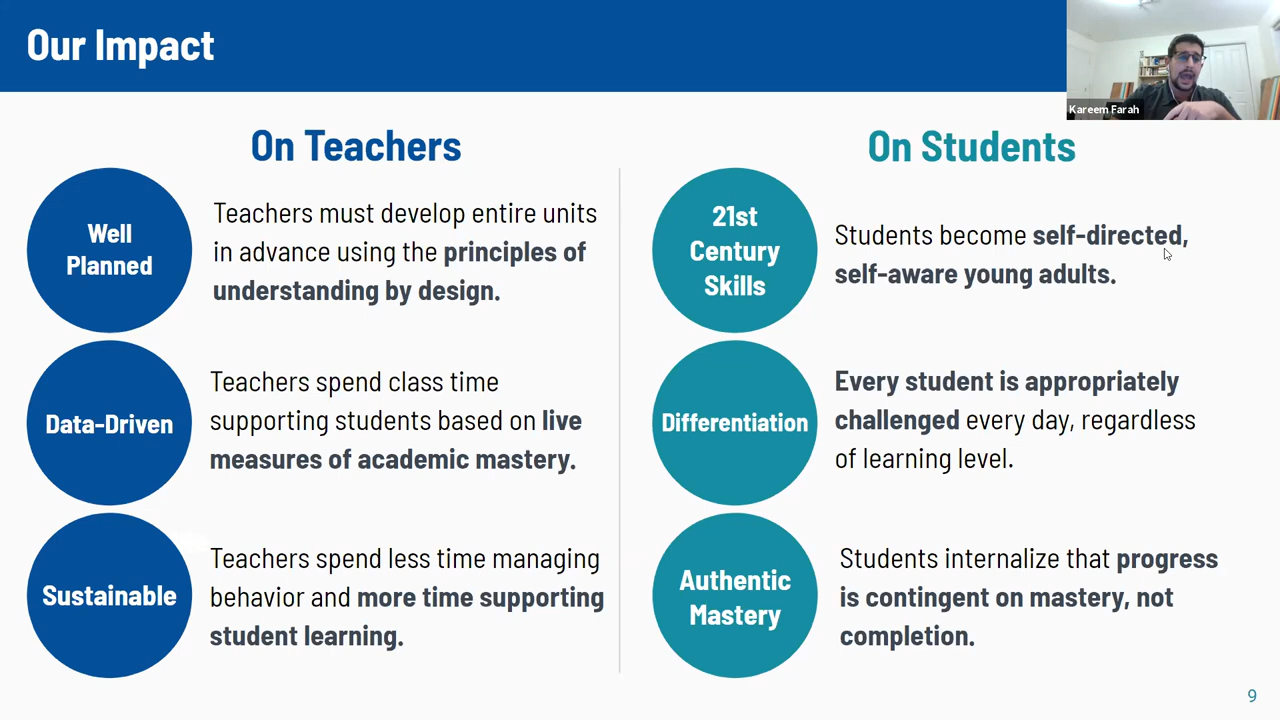 Our Impact
Kareem Farah
On Teachers
Well
Planned
Teachers must develop entire units
in advance using the principles of
understanding by design.
Data-Driven
Teachers spend class time
supporting students based on live
measures of academic mastery.
Sustainable
Teachers spend less time managing
behavior and more time supporting
student learning.
On Students
21st
Century
Skills
Students become self-directed,
self-aware young adults.
Differentiation
Every student is appropriately
challenged every day, regardless
of learning level.
Authentic
Mastery
Students internalize that progress
is contingent on mastery, not
completion.
9